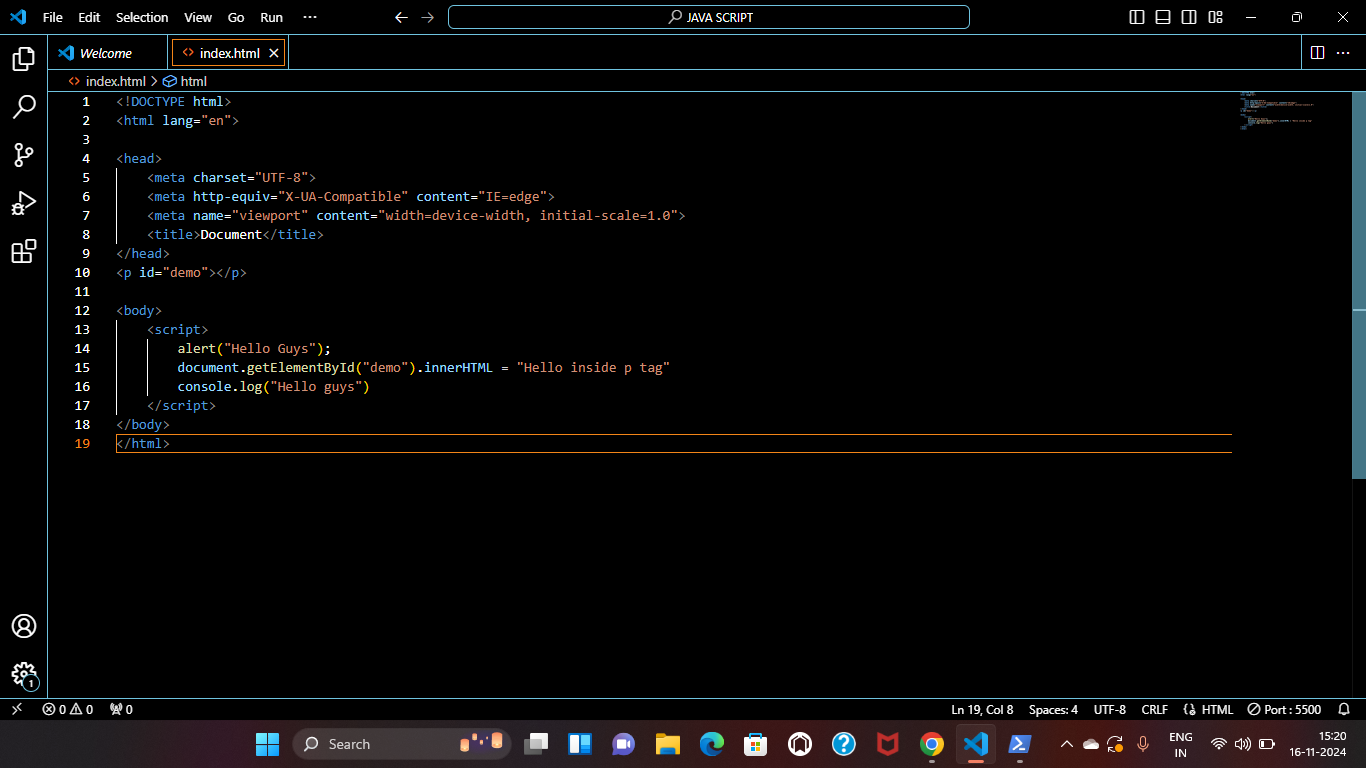 File Edit Selection View Go Run ··· JAVA SCRIPT
Welcome index.html
index.html > html
1 <!DOCTYPE html>
2 <html lang="en">
3
4 <head>
5 <meta charset="UTF-8">
6 <meta http-equiv="X-UA-Compatible" content="IE=edge">
7 <meta name="viewport" content="width=device-width, initial-scale=1.0">
8 <title>Document</title>
9 </head>
10 <p id="demo"></p>
11
12 <body>
13 <script>
14 alert("Hello Guys");
15 document.getElementById("demo").innerHTML = "Hello inside p tag"
16 console.log("Hello guys")
17 </script>
18 </body>
19 </html>
1
0 0 0 Ln 19, Col 8 Spaces: 4 UTF-8 CRLF HTML Port : 5500
Search ENG 15:20
IN 16-11-2024